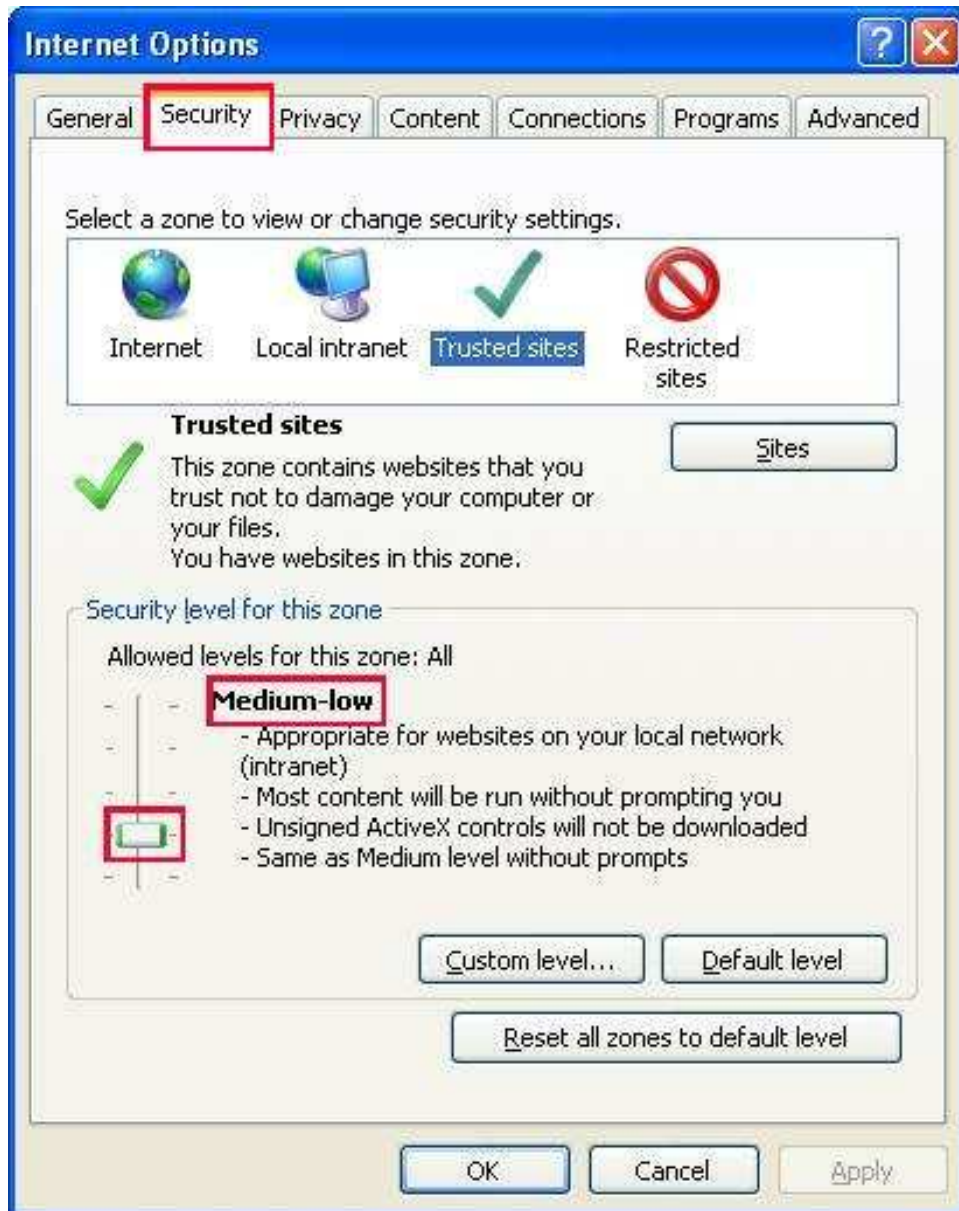 Internet Options
?
General Security Privacy Content Connections Programs Advanced
Select a zone to view or change security settings.
Internet Local intranet Trusted sites Restricted
sites
Trusted sites
Sites
This zone contains websites that you
trust not to damage your computer or
your files.
You have websites in this zone.
Security level for this zone
Allowed levels for this zone: All
Medium-low
- Appropriate for websites on your local network
(intranet)
- Most content will be run without prompting you
- Unsigned ActiveX controls will not be downloaded
- Same as Medium level without prompts
Custom level... Default level
Reset all zones to default level
OK Cancel Apply